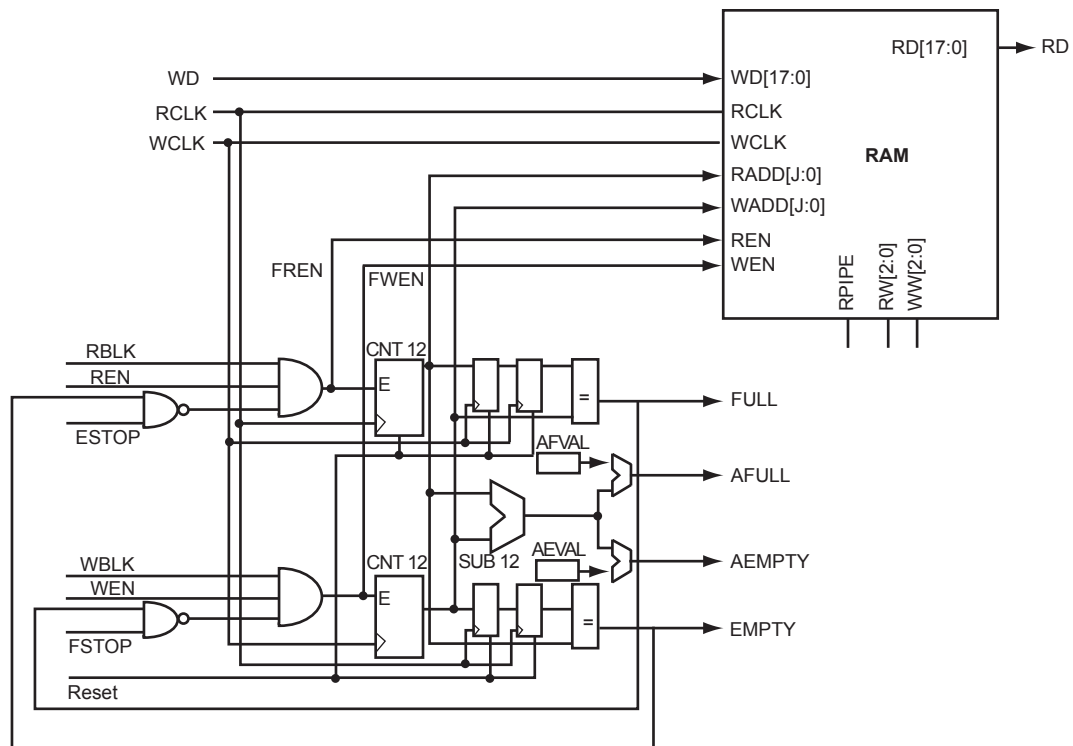 RD[17:0]
RD
WD
WD[17:0]
RCLK
RCLK
WCLK
WCLK
RAM
RADD[J:0]
WADD[J:0]
REN
FREN
FWEN
WEN
RPIPE
RW[2:0]
WW[2:0]
RBLK
CNT 12
REN
E
=
FULL
ESTOP
AFVAL
AFULL
SUB 12
AEVAL
AEMPTY
WBLK
CNT 12
WEN
E
=
EMPTY
FSTOP
Reset